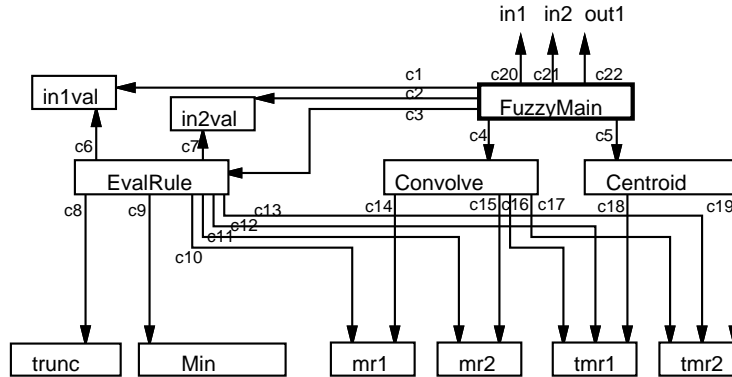 in1 in2 out1
c1 c20 c21 c22
in1val c2 FuzzyMain
in2val c3
c6 c7 c4 c5
EvalRule Convolve Centroid
c8 c9 c13 c14 c15 c16 c17 c18 c19
c12
c11
c10
trunc Min mr1 mr2 tmr1 tmr2